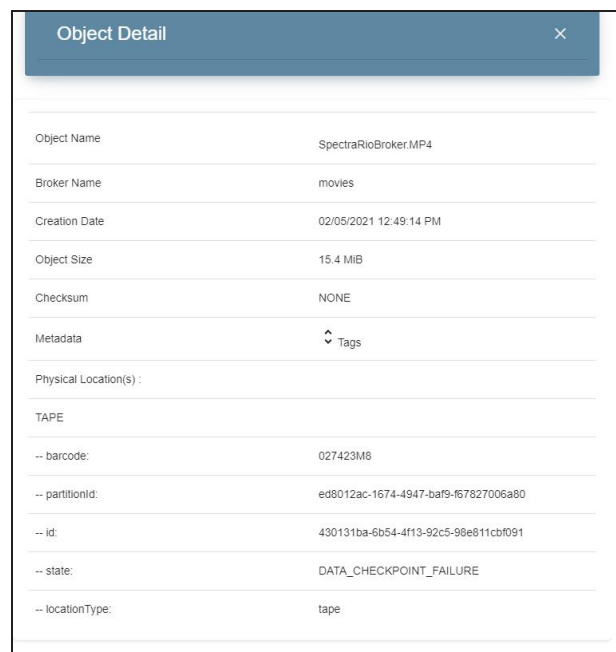 Object Detail ×
Object Name SpectraRioBroker.MP4
Broker Name movies
Creation Date 02/05/2021 12:49:14 PM
Object Size 15.4 MiB
Checksum NONE
Metadata Tags
Physical Location(s) :
TAPE
-- barcode: 027423M8
-- partitionId: ed8012ac-1674-4947-baf9-f67827006a80
-- id: 430131ba-6b54-4f13-92c5-98e811cbf091
-- state: DATA_CHECKPOINT_FAILURE
-- locationType: tape